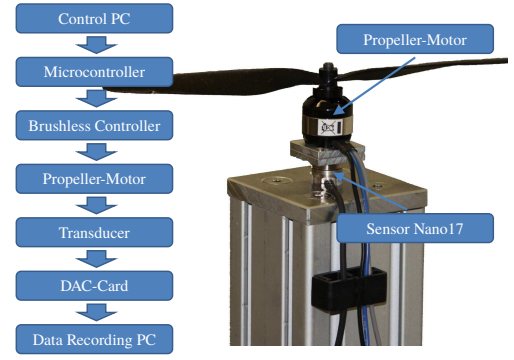 Control PC
Microcontroller
Brushless Controller
Propeller-Motor
Transducer
DAC-Card
Data Recording PC
Propeller-Motor
Sensor Nano17